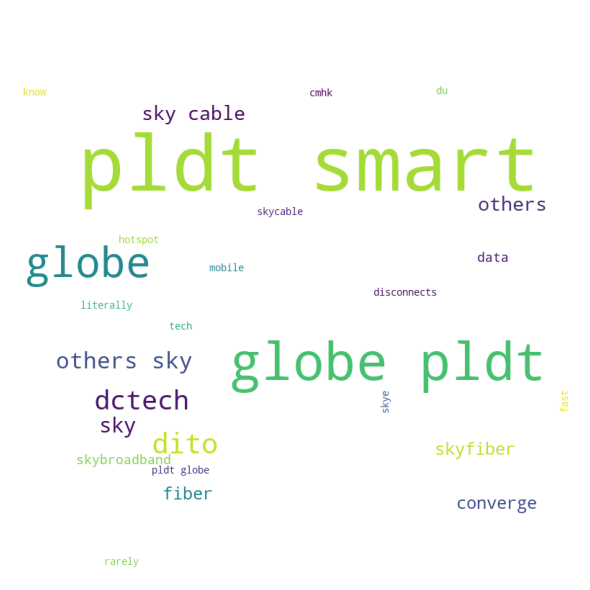 know
cmhk
du
sky cable
pldt smart
others
skycable
hotspot
globe
mobile
data
disconnects
literally
tech
globe pldt
others sky
dctech
skye
fast
sky
dito
skyfiber
skybroadband
pldt globe
fiber
converge
rarely